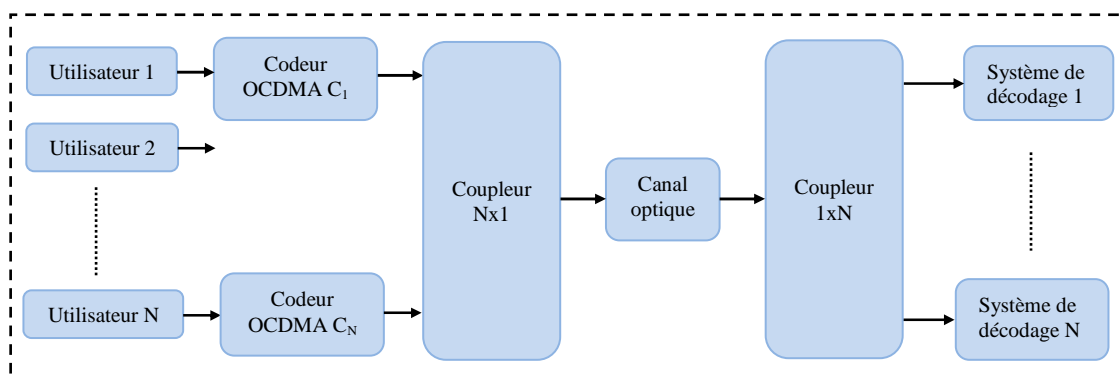 Utilisateur 1
Codeur
OCDMA C₁
Utilisateur 2
Utilisateur N
Codeur
OCDMA C_N
Coupleur
Nx1
Canal
optique
Coupleur
1xN
Système de
décodage 1
Système de
décodage N